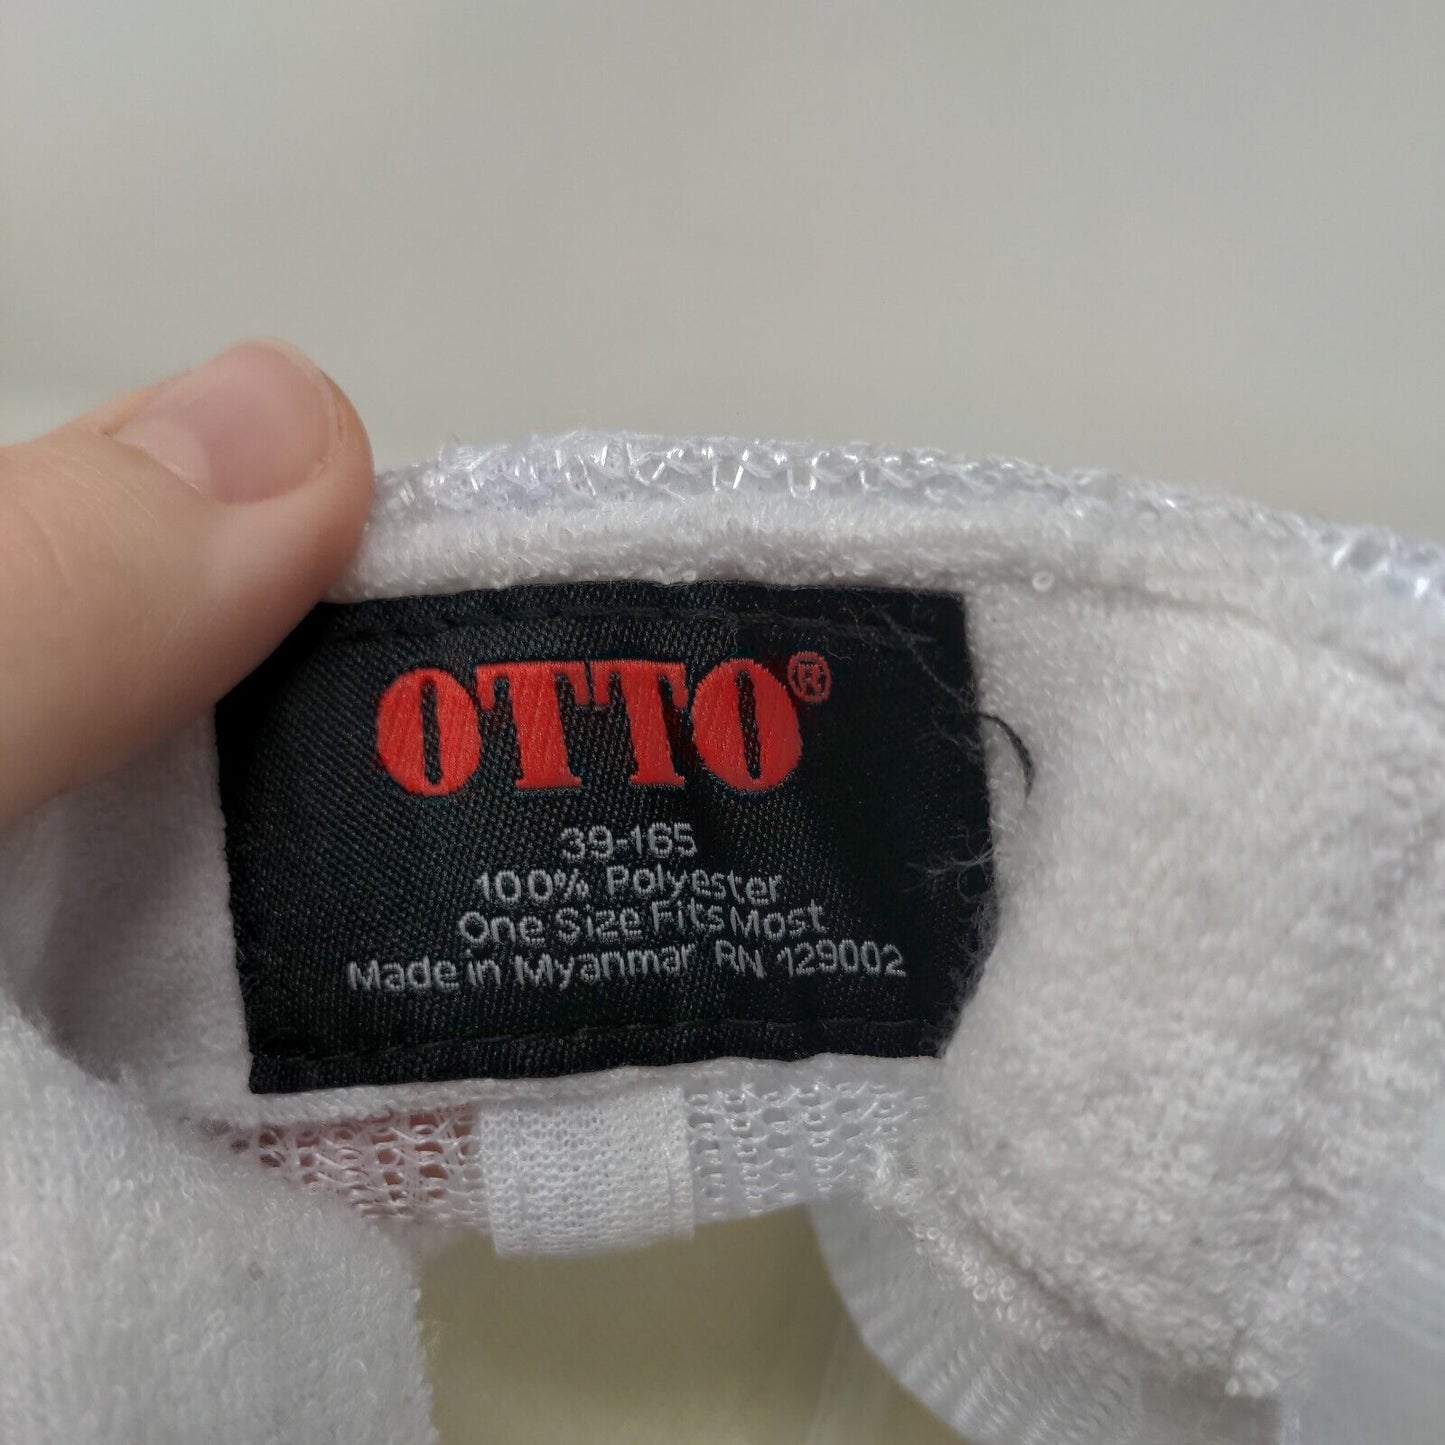 OTTO®
39-165
100% Polyester
One Size Fits Most
Made in Myanmar RN 129002